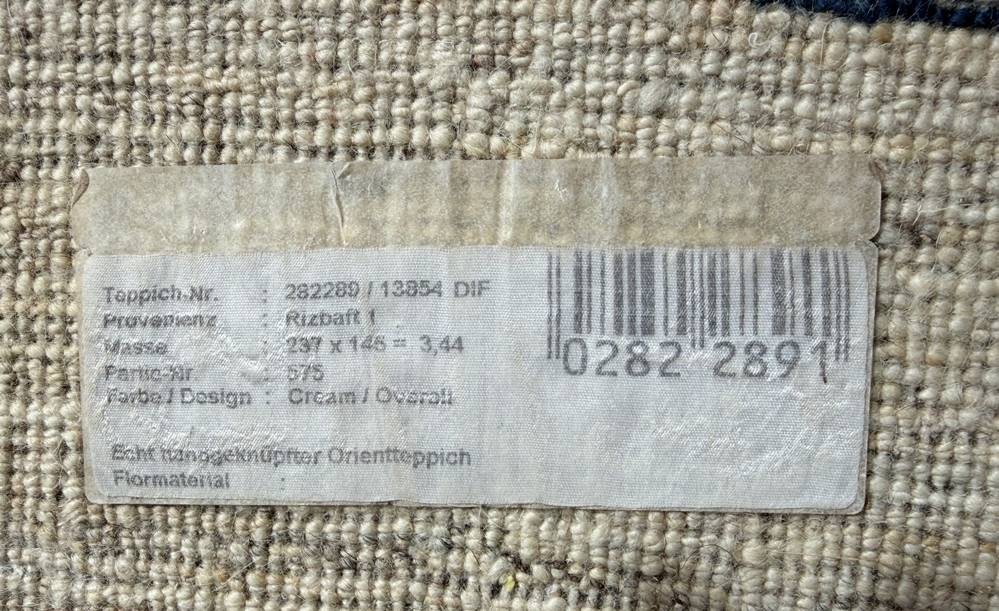 Teppich-Nr. : 282289 / 13854 DIF
Provenienz : Rizbaft 1
Masse : 237 x 145 = 3,44
Partie-Nr : 575
Farbe / Design : Cream / Overall
0282 2891
Echt handgeknüpfter Orientteppich
Flormaterial :